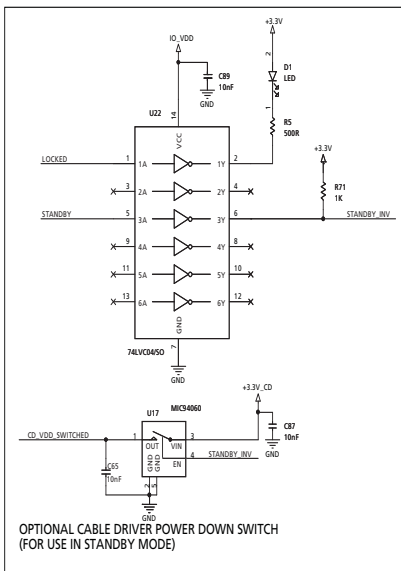 +3.3V
IO_VDD
2
D1
LED
C89
10nF
GND
1
U22
14
VCC
R5
500R
+3.3V
LOCKED 1 1A 1Y 2
3 2A 2Y 4
R71
1K
STANDBY 5 3A 3Y 6 STANDBY_INV
9 4A 4Y 8
11 5A 5Y 10
13 6A 6Y 12
GND
74LVC04/SO
7
GND
+3.3V_CD
U17 MIC94060
C87
10nF
CD_VDD_SWITCHED 1 3
OUT VIN
GND
4 STANDBY_INV
EN
C65
10nF
GND
GND
2 5
GND
OPTIONAL CABLE DRIVER POWER DOWN SWITCH
(FOR USE IN STANDBY MODE)